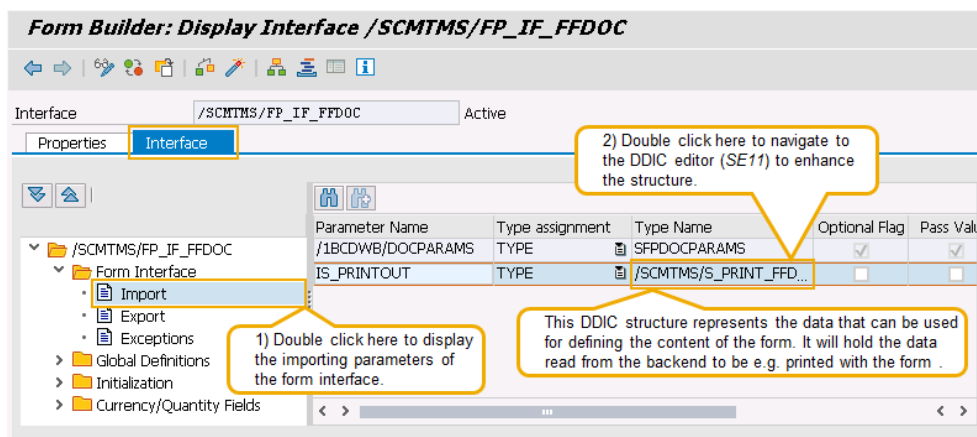 Form Builder: Display Interface /SCMTMS/FP_IF_FFDOC
Interface /SCMTMS/FP_IF_FFDOC Active
Properties Interface
2) Double click here to navigate to
the DDIC editor (SE11) to enhance
the structure.
Parameter Name Type assignment Type Name Optional Flag Pass Valu
/1BCDWB/DOCPARAMS TYPE SFPDOCPARAMS
IS_PRINTOUT TYPE /SCMTMS/S_PRINT_FFD...
/SCMTMS/FP_IF_FFDOC
Form Interface
Import
Export
Exceptions
Global Definitions
Initialization
Currency/Quantity Fields
1) Double click here to display
the importing parameters of
the form interface.
This DDIC structure represents the data that can be used
for defining the content of the form. It will hold the data
read from the backend to be e.g. printed with the form .